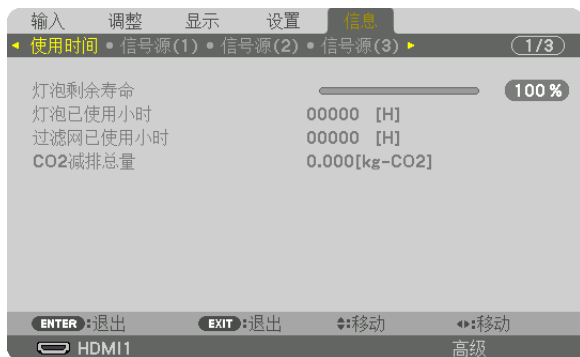 输入 调整 显示 设置 信息
◂ 使用时间 • 信号源(1) • 信号源(2) • 信号源(3) ▸ 1/3
灯泡剩余寿命 100 %
灯泡已使用小时 00000 [H]
过滤网已使用小时 00000 [H]
CO2减排总量 0.000[kg-CO2]
ENTER:退出 EXIT:退出 :移动 :移动
HDMI1 高级